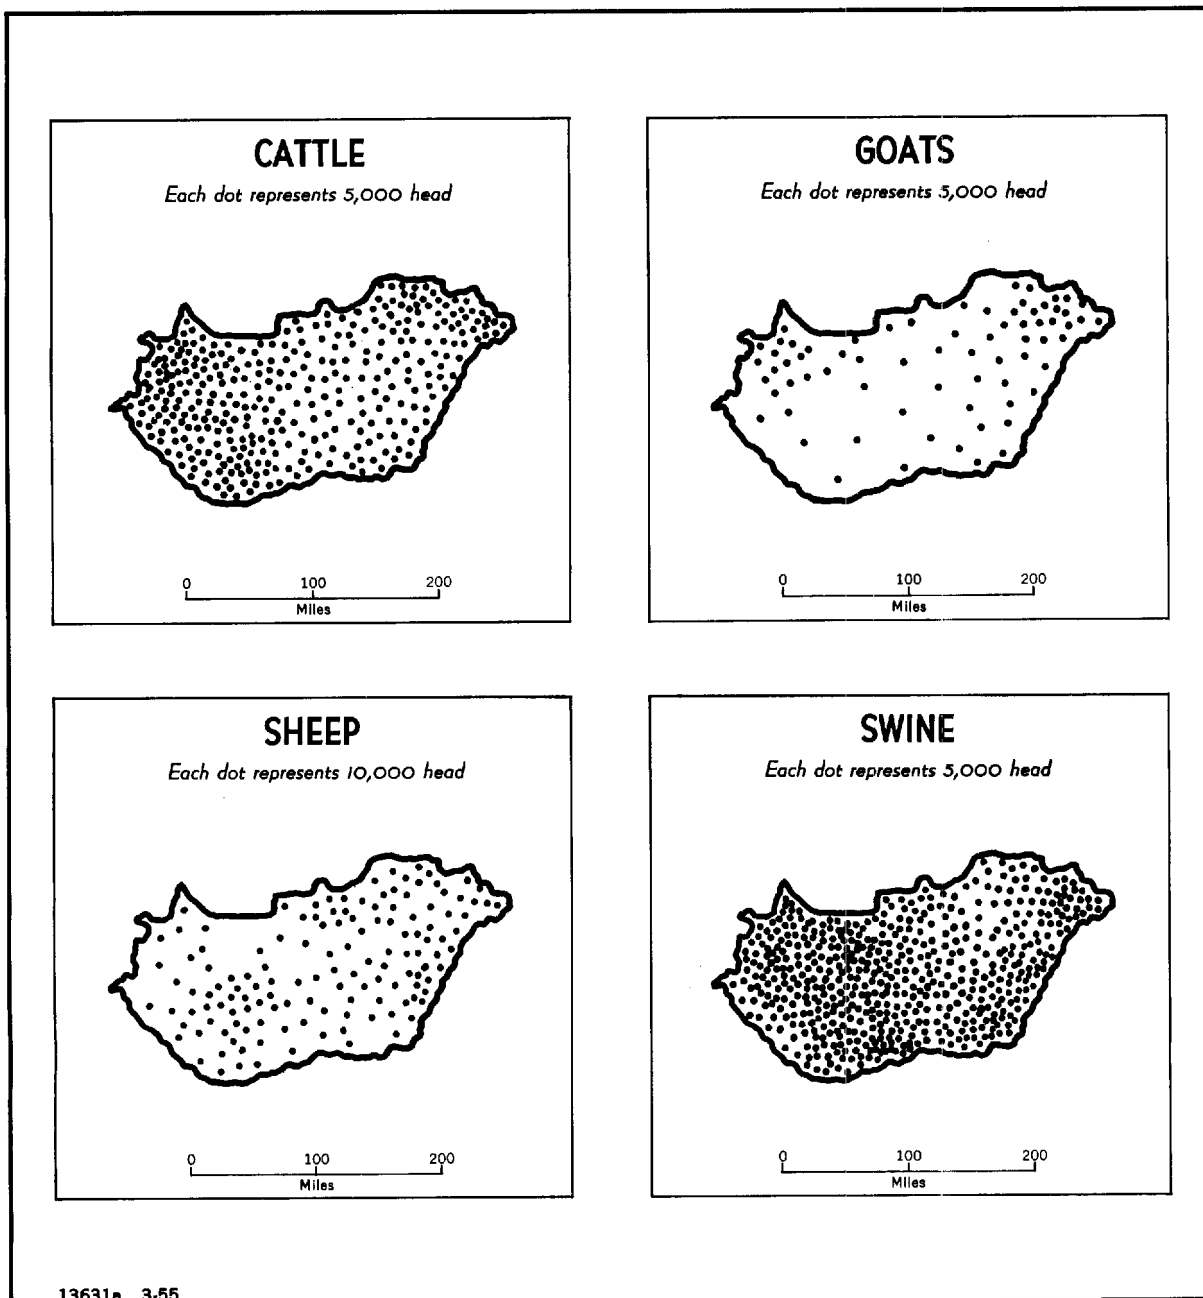 CATTLE
Each dot represents 5,000 head
0 100 200
Miles
GOATS
Each dot represents 5,000 head
0 100 200
Miles
SHEEP
Each dot represents 10,000 head
0 100 200
Miles
SWINE
Each dot represents 5,000 head
0 100 200
Miles
13631a 3-55